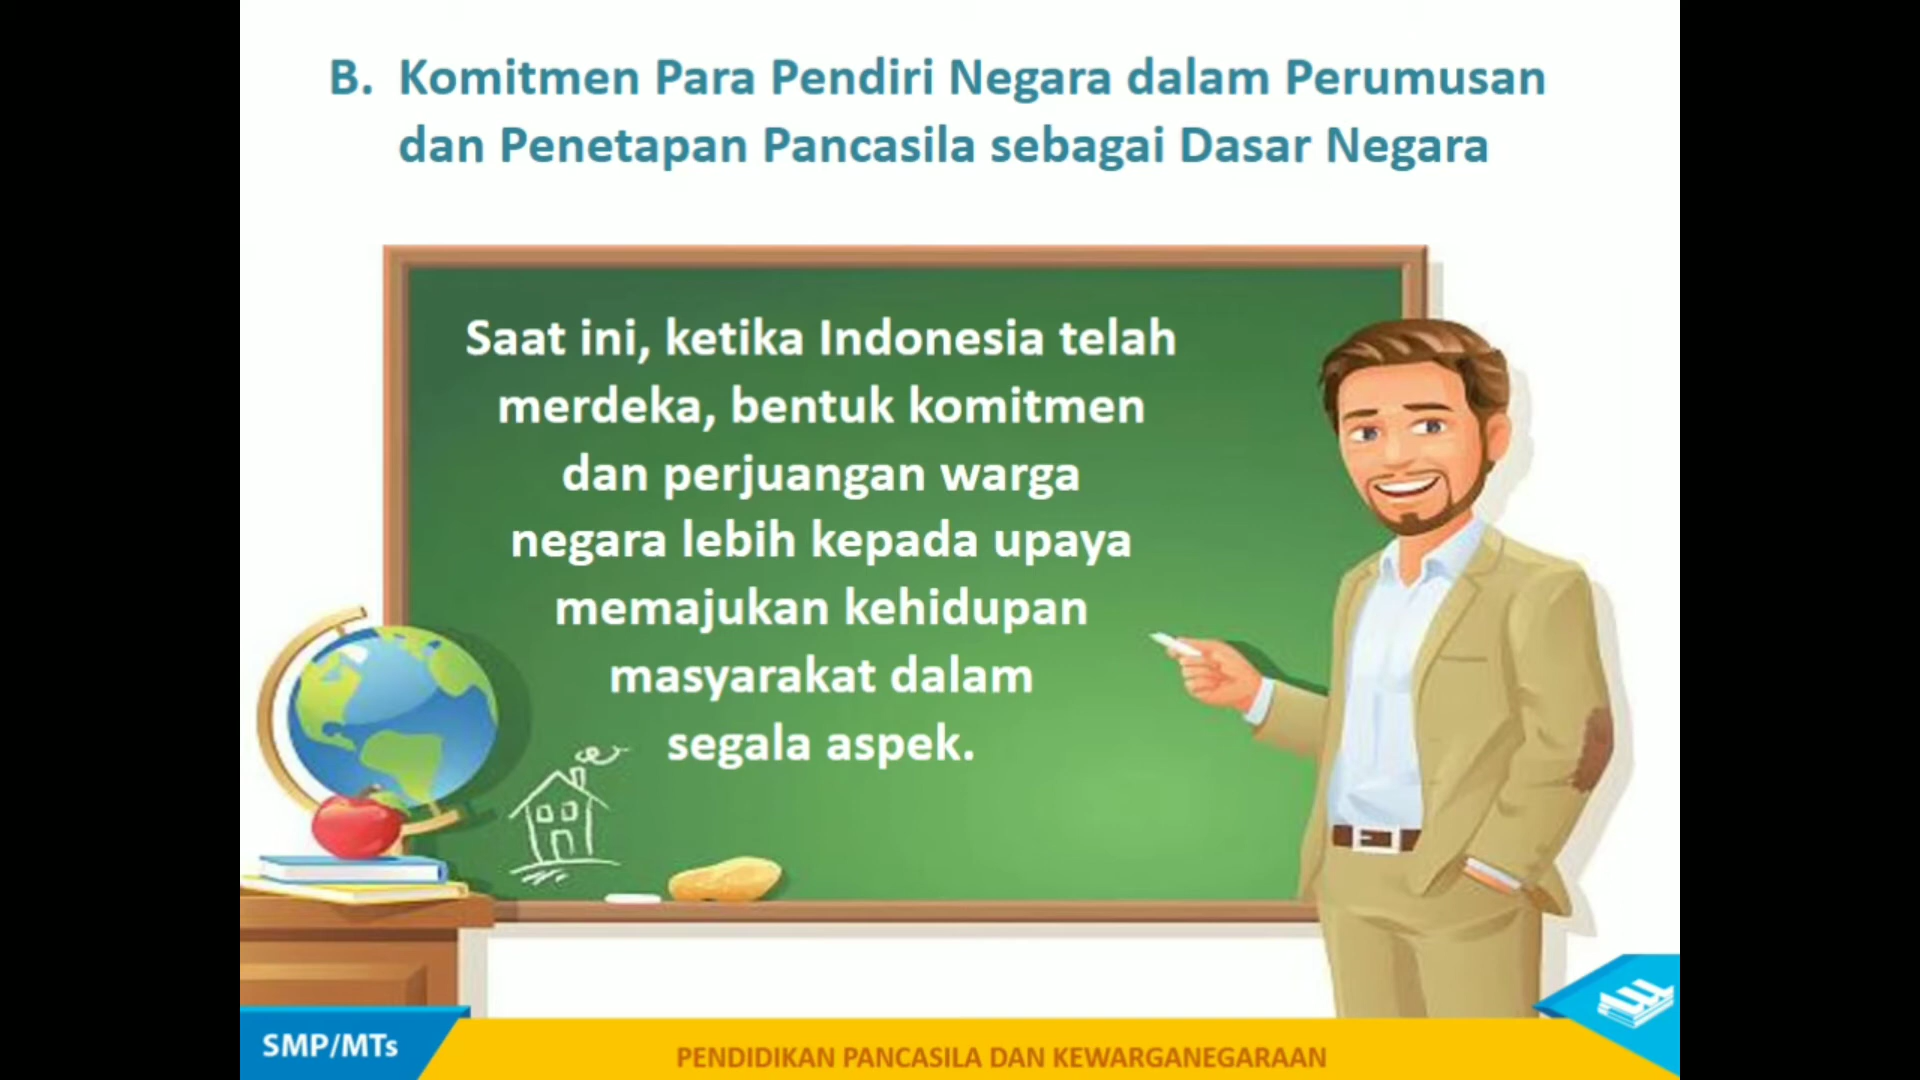 B. Komitmen Para Pendiri Negara dalam Perumusan
dan Penetapan Pancasila sebagai Dasar Negara
Saat ini, ketika Indonesia telah
merdeka, bentuk komitmen
dan perjuangan warga
negara lebih kepada upaya
memajukan kehidupan
masyarakat dalam
segala aspek.
SMP/MTs
PENDIDIKAN PANCASILA DAN KEWARGANEGARAAN